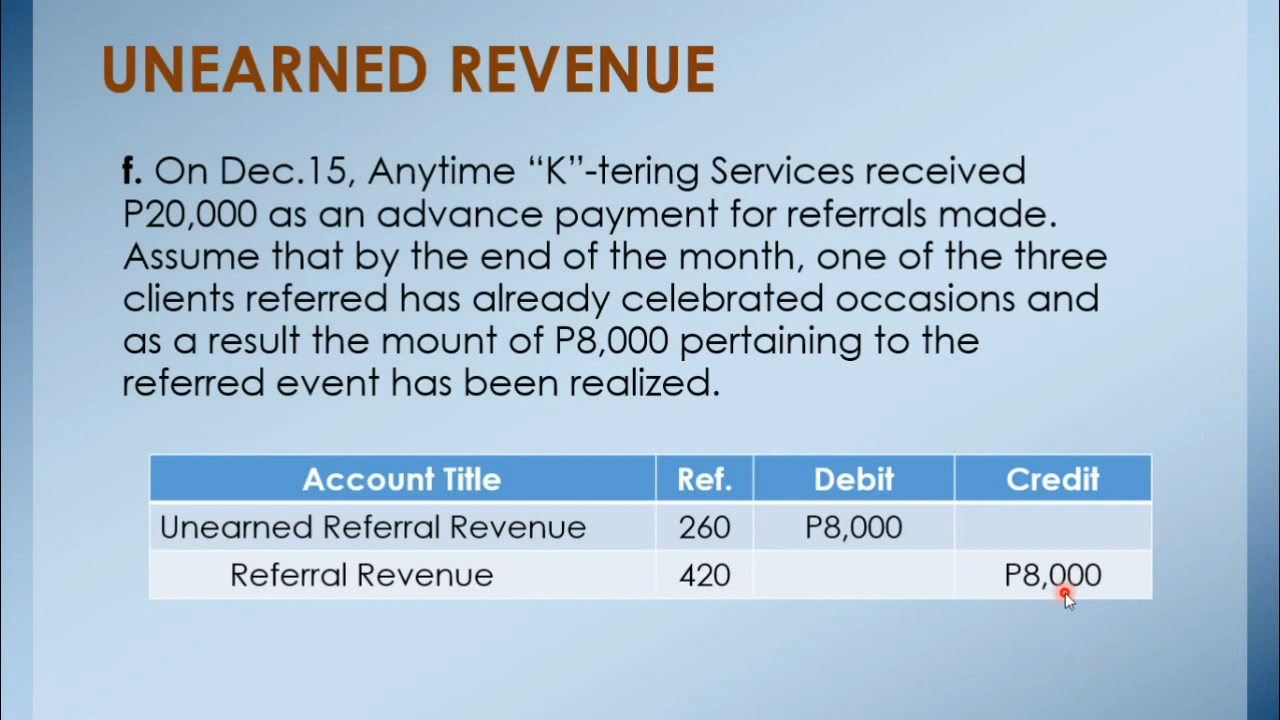 UNEARNED REVENUE
f. On Dec.15, Anytime “K”-tering Services received
P20,000 as an advance payment for referrals made.
Assume that by the end of the month, one of the three
clients referred has already celebrated occasions and
as a result the mount of P8,000 pertaining to the
referred event has been realized.
Account Title Ref. Debit Credit
Unearned Referral Revenue 260 P8,000
Referral Revenue 420 P8,000